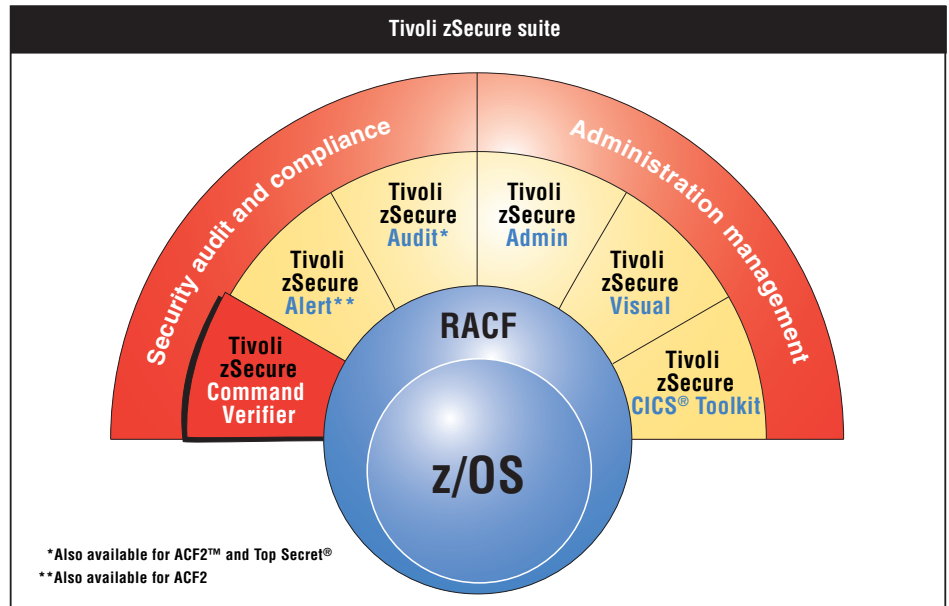 Tivoli zSecure suite
Security audit and compliance
Administration management
Tivoli
zSecure
Audit*
Tivoli
zSecure
Admin
Tivoli
zSecure
Alert**
Tivoli
zSecure
Visual
Tivoli
zSecure
Command
Verifier
Tivoli
zSecure
CICS® Toolkit
RACF
z/OS
*Also available for ACF2™ and Top Secret®
**Also available for ACF2